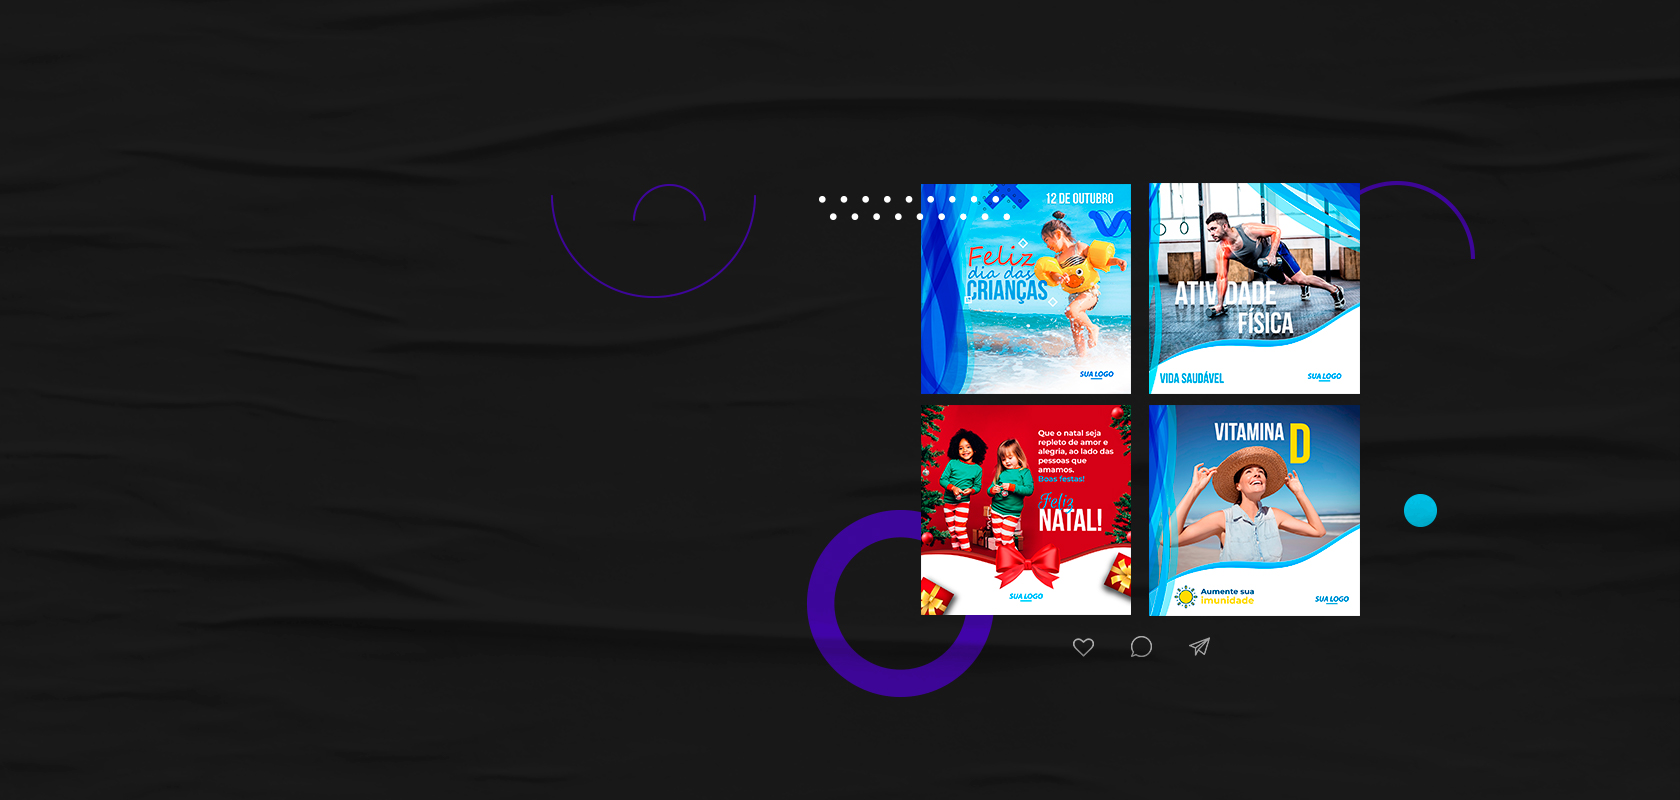 12 DE OUTUBRO
Feliz
dia das
CRIANÇAS
SUA LOGO
ATIVIDADE
FÍSICA
VIDA SAUDÁVEL
SUA LOGO
Que o natal seja
repleto de amor e
alegria, ao lado das
pessoas que
amamos.
Boas festas!
Feliz
NATAL!
SUA LOGO
VITAMINA D
Aumente sua
imunidade
SUA LOGO